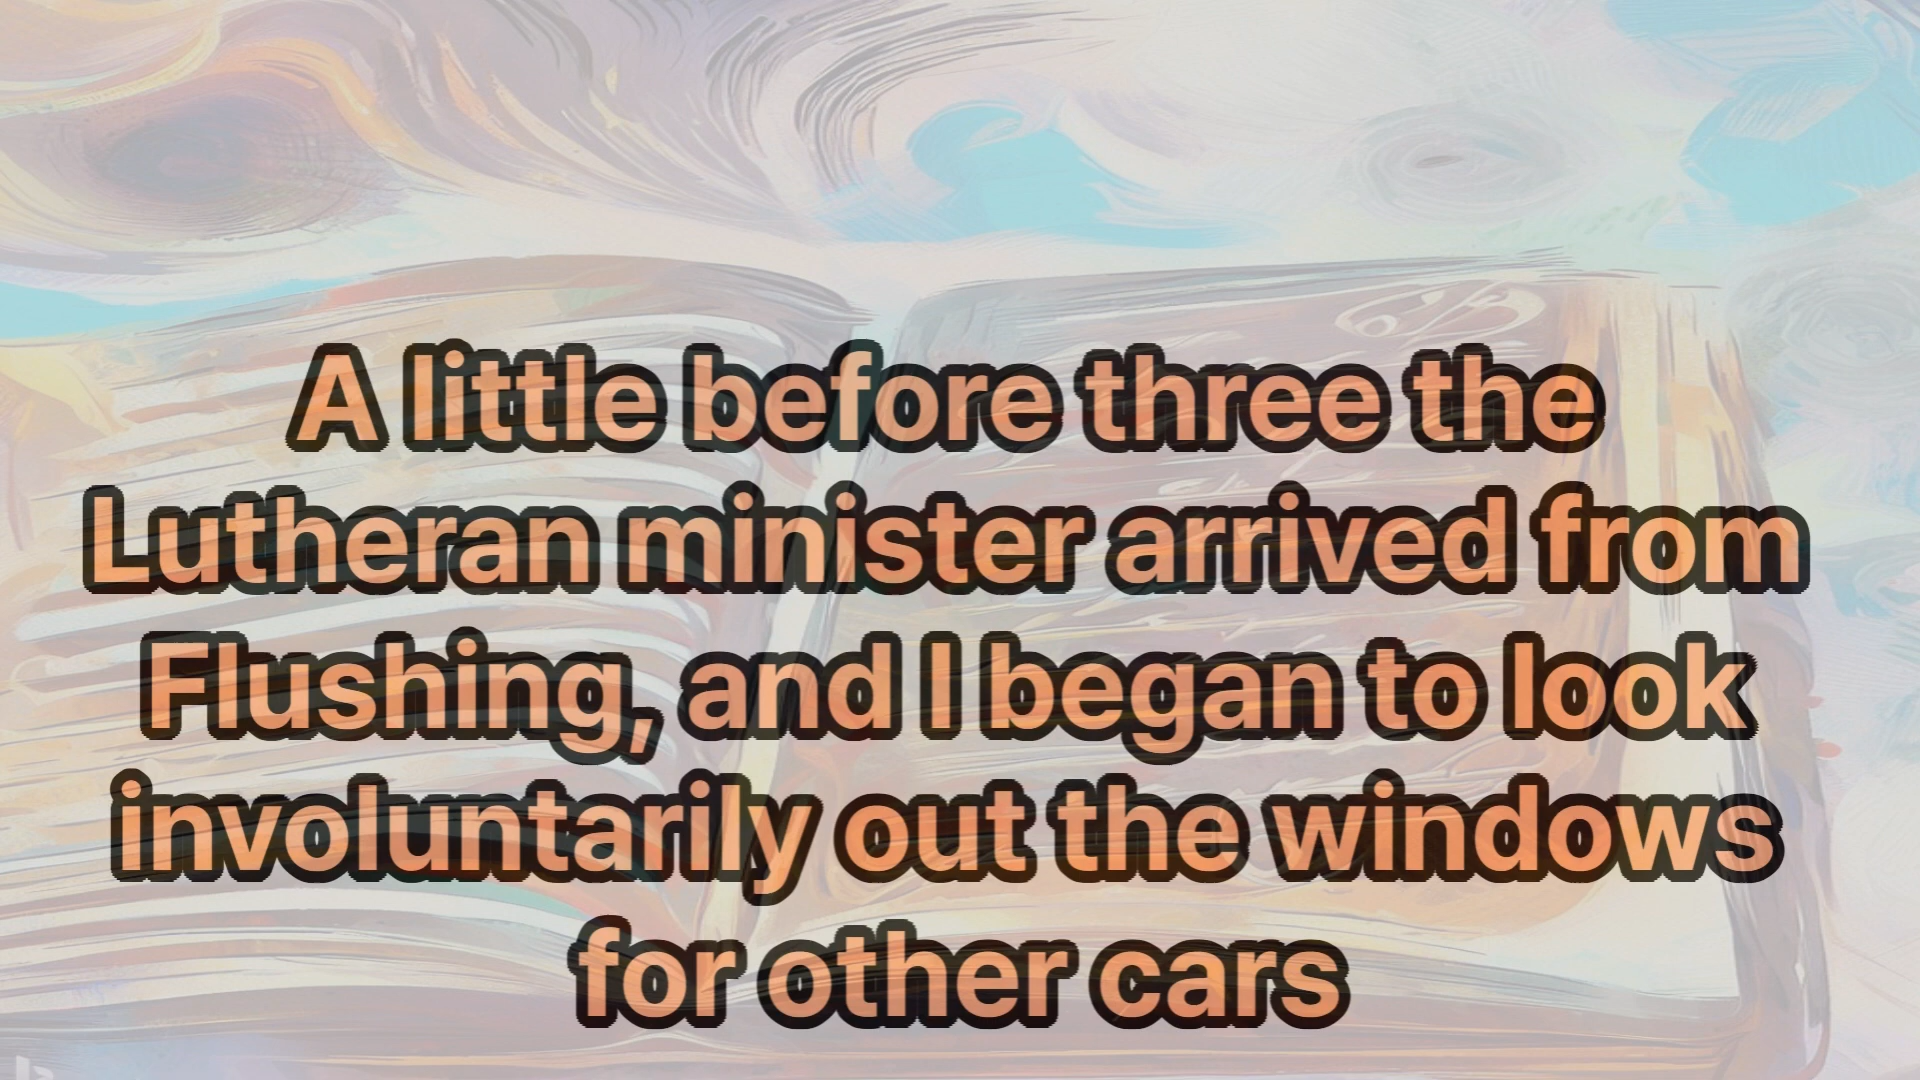 A little before three the
Lutheran minister arrived from
Flushing, and I began to look
involuntarily out the windows
for other cars